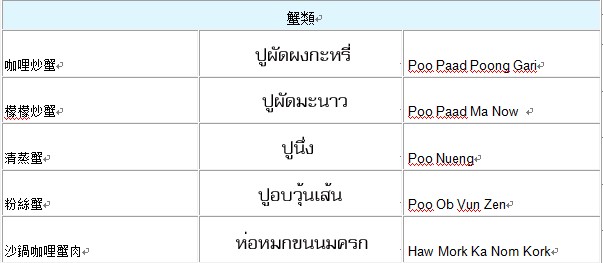 蟹類
咖哩炒蟹 ปูผัดผงกะหรี่ Poo Paad Poong Gari
檬檬炒蟹 ปูผัดมะนาว Poo Paad Ma Now
清蒸蟹 ปูนึ่ง Poo Nueng
粉絲蟹 ปูอบวุ้นเส้น Poo Ob Vun Zen
沙鍋咖哩蟹肉 ห่อหมกขนนมครก Haw Mork Ka Nom Kork